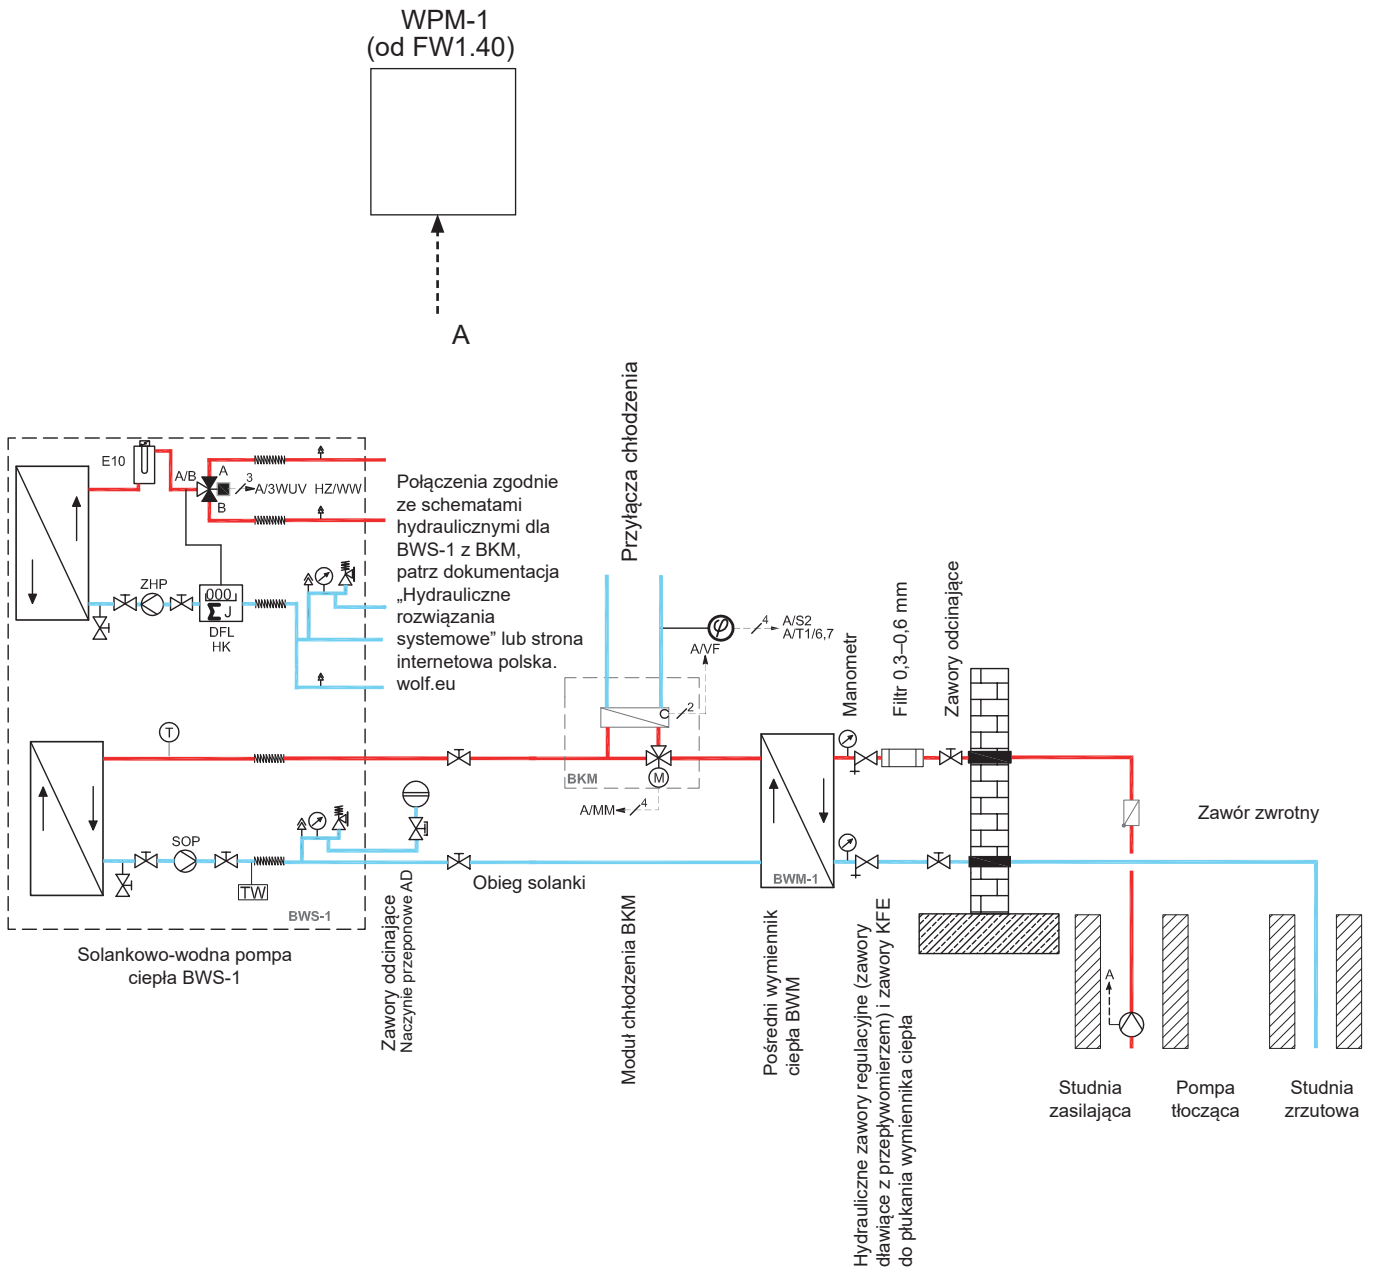 WPM-1
(od FW1.40)
A
E10
A/B
A
B
3
A/3WUV HZ/WW
ZHP
000
Σ J
DFL
HK
Połączenia zgodnie
ze schematami
hydraulicznymi dla
BWS-1 z BKM,
patrz dokumentacja
„Hydrauliczne
rozwiązania
systemowe” lub strona
internetowa polska.
wolf.eu
Przyłącza chłodzenia
φ
4
A/S2
A/T1/6,7
A/VF
C
2
BKM
M
A/MM
4
Manometr
Filtr 0,3–0,6 mm
Zawory odcinające
T
SOP
TW
BWS-1
Obieg solanki
BWM-1
Zawór zwrotny
Solankowo-wodna pompa
ciepła BWS-1
Zawory odcinające
Naczynie przeponowe AD
Moduł chłodzenia BKM
Pośredni wymiennik
ciepła BWM
Hydrauliczne zawory regulacyjne (zawory
dławiące z przepływomierzem) i zawory KFE
do płukania wymiennika ciepła
A
Studnia
zasilająca
Pompa
tłocząca
Studnia
zrzutowa